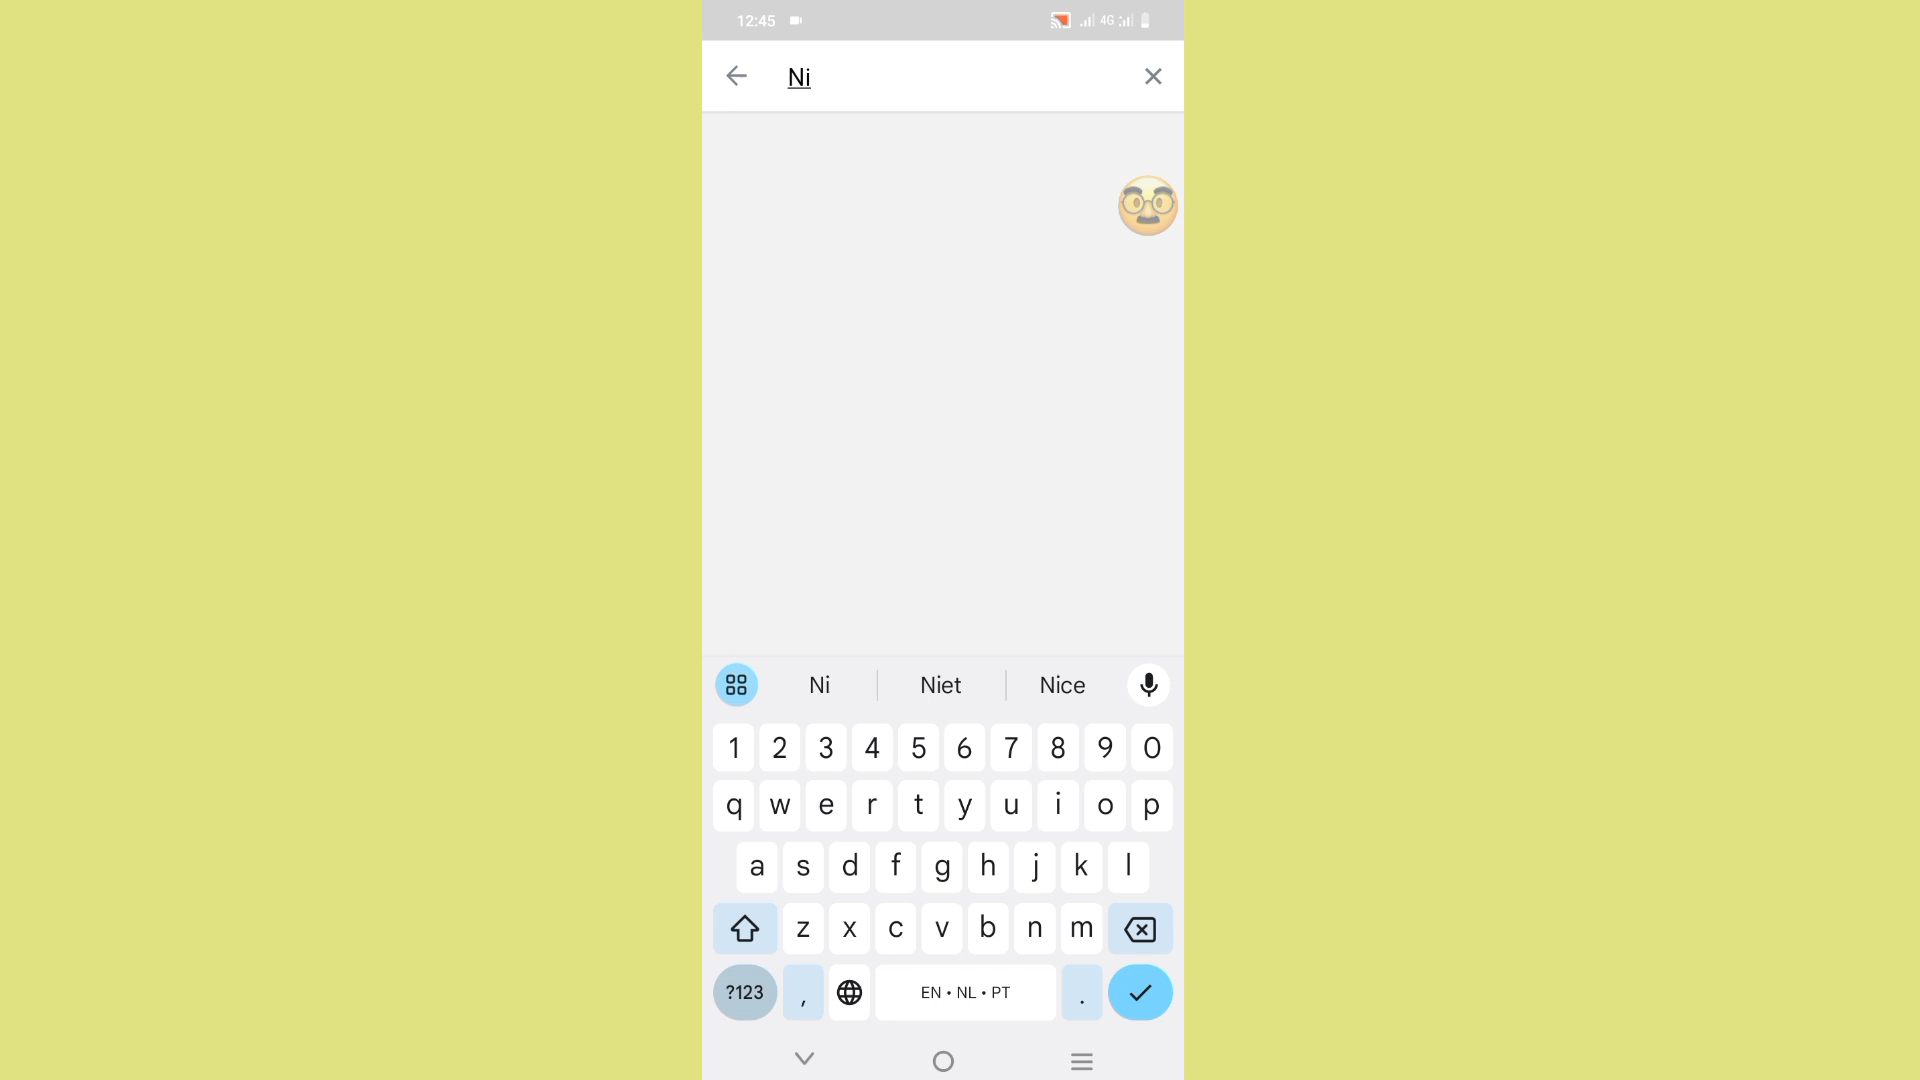 12:45 4G
Ni
Ni Niet Nice
1 2 3 4 5 6 7 8 9 0
q w e r t y u i o p
a s d f g h j k l
z x c v b n m
?123 , EN • NL • PT .